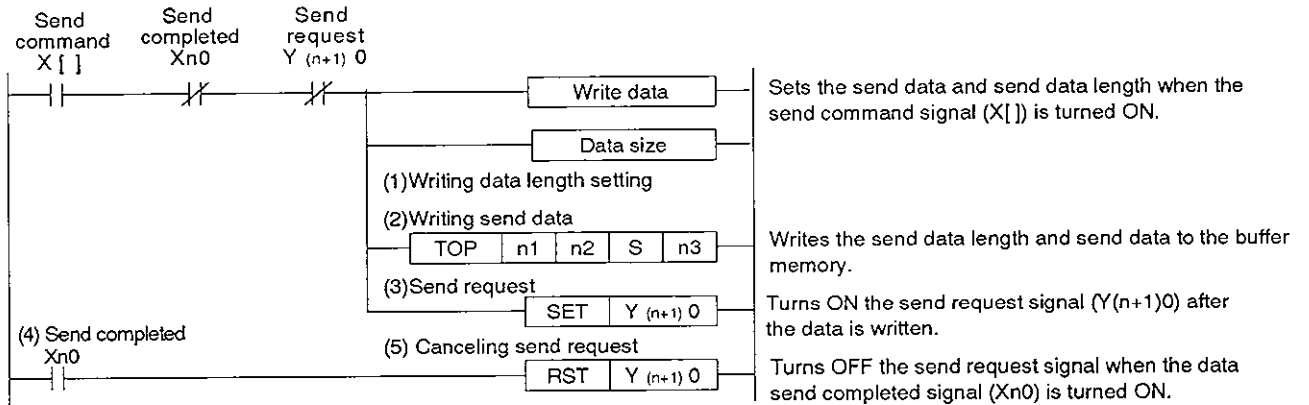 Send command X [ ]
Send completed Xn0
Send request Y (n+1) 0
Write data
Sets the send data and send data length when the
send command signal (X[ ]) is turned ON.
Data size
(1)Writing data length setting
(2)Writing send data
TOP n1 n2 S n3
Writes the send data length and send data to the buffer
memory.
(3)Send request
SET Y (n+1) 0
Turns ON the send request signal (Y(n+1)0) after
the data is written.
(4) Send completed
Xn0
(5) Canceling send request
RST Y (n+1) 0
Turns OFF the send request signal when the data
send completed signal (Xn0) is turned ON.